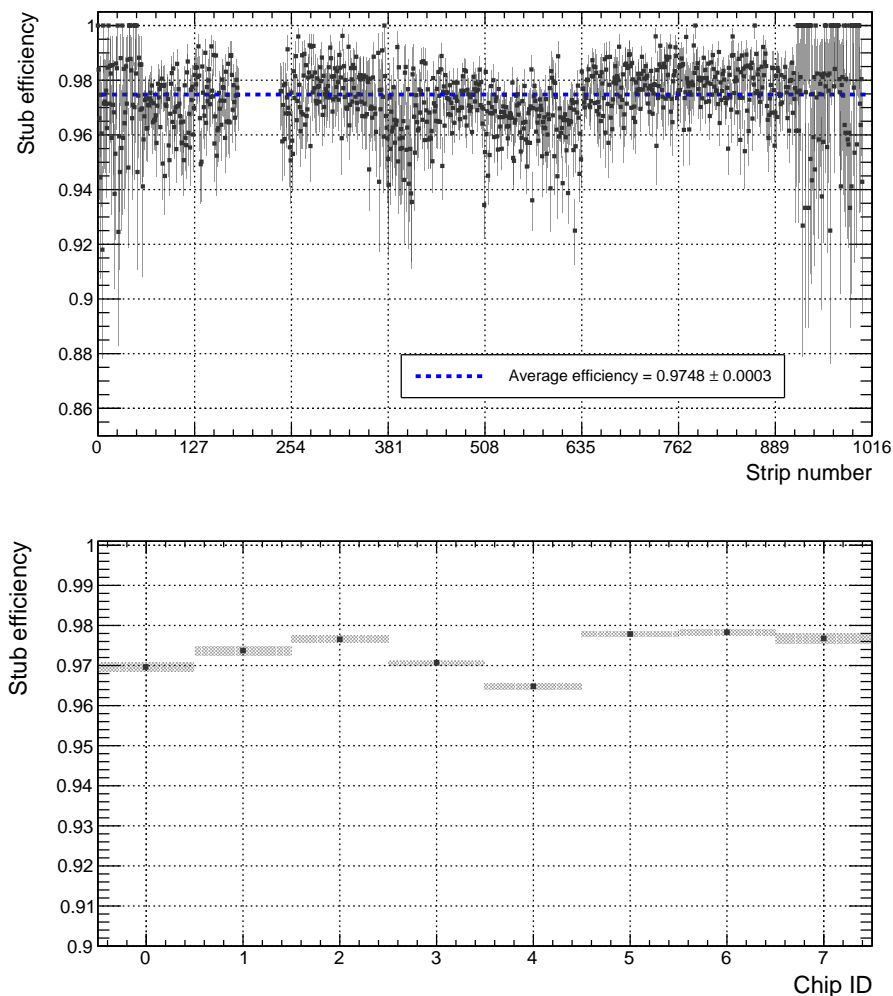 Stub efficiency
1
0.98
0.96
0.94
0.92
0.9
0.88
0.86
Average efficiency = 0.9748 ± 0.0003
0 127 254 381 508 635 762 889 1016
Strip number
Stub efficiency
1
0.99
0.98
0.97
0.96
0.95
0.94
0.93
0.92
0.91
0.9
0 1 2 3 4 5 6 7
Chip ID